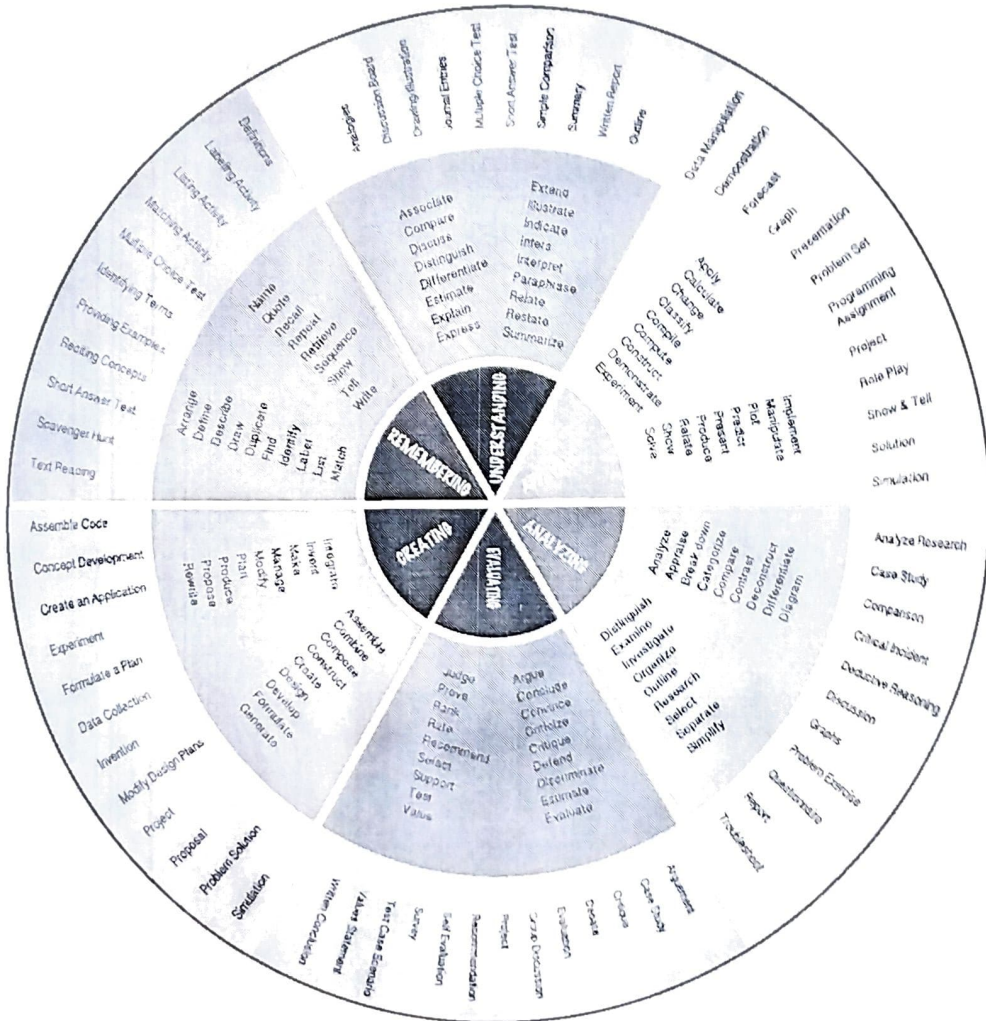 REMEMBERING
Definitions
Labeling Activity
Listing Activity
Matching Activity
Multiple Choice Test
Identifying Terms
Providing Examples
Reciting Concepts
Short Answer Test
Scavenger Hunt
Text Reading
Name
Quote
Recall
Repeat
Retrieve
Sequence
Show
Tell
Write
Arrange
Define
Describe
Draw
Duplicate
Find
Identify
Label
List
Match
UNDERSTANDING
Analogies
Discussion Board
Drawing/Illustration
Journal Entries
Multiple Choice Test
Short Answer Test
Simple Comparison
Summary
Written Report
Outline
Associate
Compare
Discuss
Distinguish
Differentiate
Estimate
Explain
Express
Extend
Illustrate
Indicate
Infers
Interpret
Paraphrase
Relate
Restate
Summarize
Data Manipulation
Demonstration
Forecast
Graph
Presentation
Problem Set
Programming
Assignment
Project
Role Play
Show & Tell
Solution
Simulation
Apply
Calculate
Change
Classify
Compile
Compute
Construct
Demonstrate
Experiment
Implement
Manipulate
Plot
Predict
Present
Produce
Relate
Show
Solve
ANALYZING
Analyze Research
Case Study
Comparison
Critical Incident
Deductive Reasoning
Discussion
Graphs
Problem Exercise
Questionnaire
Report
Troubleshoot
Analyze
Appraise
Break down
Categorize
Compare
Contrast
Deconstruct
Differentiate
Diagram
Distinguish
Examine
Investigate
Organize
Outline
Research
Select
Separate
Simplify
EVALUATING
Argument
Case Study
Critique
Debate
Evaluation
Group Discussion
Project
Recommendation
Self Evaluation
Survey
Test Case Scenario
Values Statement
Written Conclusion
Judge
Prove
Rank
Rate
Recommend
Select
Support
Test
Value
Argue
Conclude
Convince
Criticize
Critique
Defend
Discriminate
Estimate
Evaluate
CREATING
Assemble Code
Concept Development
Create an Application
Experiment
Formulate a Plan
Data Collection
Invention
Modify Design Plans
Project
Proposal
Problem Solution
Simulation
Integrate
Invent
Make
Manage
Modify
Plan
Produce
Propose
Rewrite
Assemble
Combine
Compose
Construct
Create
Design
Develop
Formulate
Generate